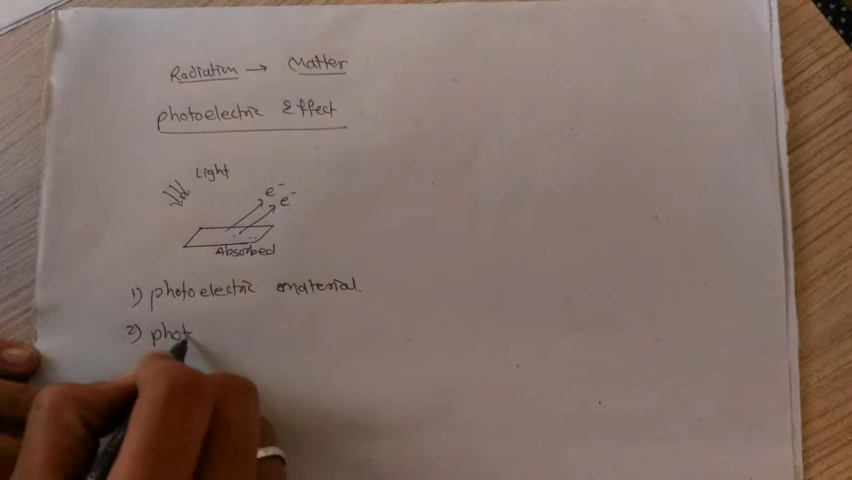 Radiation → Matter
photoelectric Effect
Light
e⁻
e⁻
Absorbed
1) photoelectric material.
2) phot